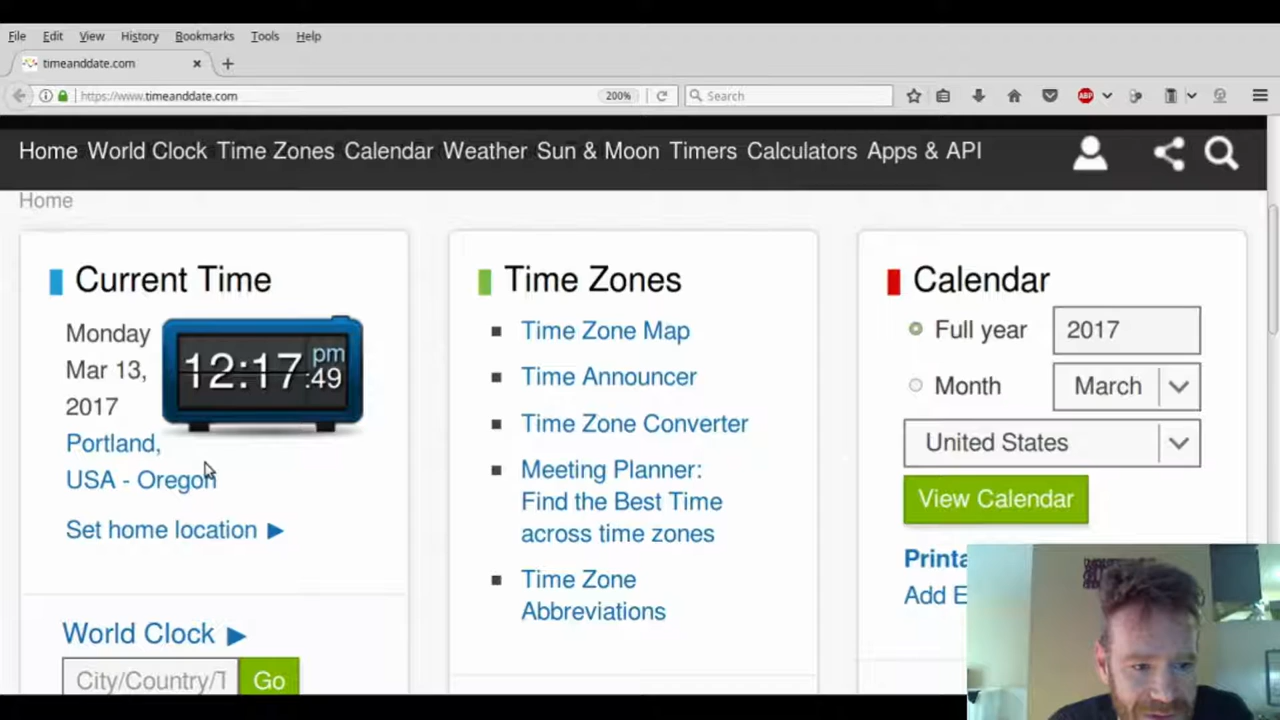 File Edit View History Bookmarks Tools Help
timeanddate.com
https://www.timeanddate.com 200% Search ABP
Home World Clock Time Zones Calendar Weather Sun & Moon Timers Calculators Apps & API
Home
Current Time
Monday
Mar 13,
2017
12:17:49 pm
Portland,
USA - Oregon
Set home location
World Clock
City/Country/T Go
Time Zones
Time Zone Map
Time Announcer
Time Zone Converter
Meeting Planner:
Find the Best Time
across time zones
Time Zone
Abbreviations
Calendar
Full year 2017
Month March
United States
View Calendar
Printa
Add E